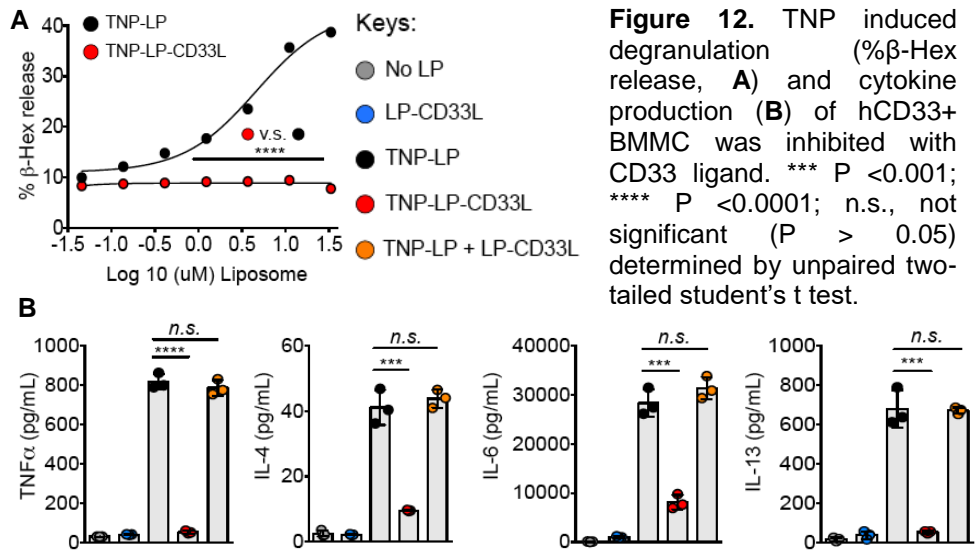 A
TNP-LP
TNP-LP-CD33L
% β-Hex release
40
30
20
10
0
v.s.
****
-1.5 -1.0 -0.5 0.0 0.5 1.0 1.5
Log 10 (uM) Liposome
Keys:
No LP
LP-CD33L
TNP-LP
TNP-LP-CD33L
TNP-LP + LP-CD33L
Figure 12. TNP induced
degranulation (%β-Hex
release, A) and cytokine
production (B) of hCD33+
BMMC was inhibited with
CD33 ligand. *** P <0.001;
**** P <0.0001; n.s., not
significant (P > 0.05)
determined by unpaired two-
tailed student's t test.
B
TNFα (pg/mL)
1000
800
600
400
200
0
n.s.
****
IL-4 (pg/mL)
60
40
20
0
n.s.
***
IL-6 (pg/mL)
60000
50000
40000
30000
20000
10000
0
n.s.
***
IL-13 (pg/mL)
1000
800
600
400
200
0
n.s.
***